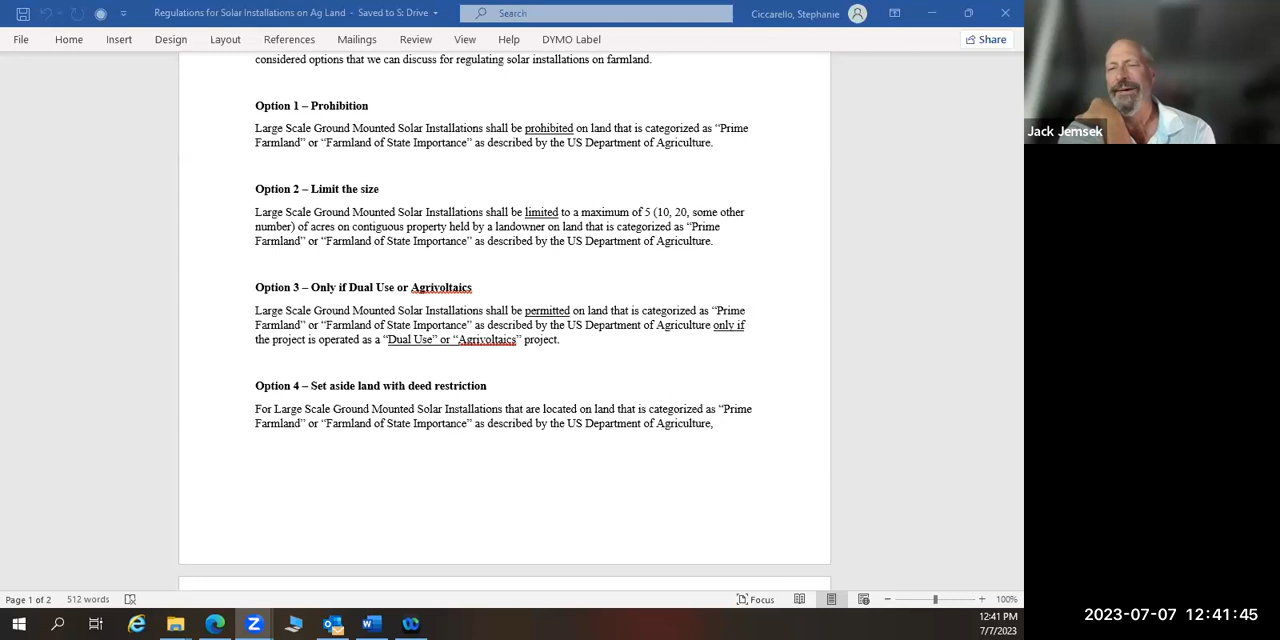 Regulations for Solar Installations on Ag Land - Saved to S: Drive
Search
Ciccarello, Stephanie
File Home Insert Design Layout References Mailings Review View Help DYMO Label Share
considered options that we can discuss for regulating solar installations on farmland.
Option 1 – Prohibition
Large Scale Ground Mounted Solar Installations shall be prohibited on land that is categorized as “Prime
Farmland” or “Farmland of State Importance” as described by the US Department of Agriculture.
Option 2 – Limit the size
Large Scale Ground Mounted Solar Installations shall be limited to a maximum of 5 (10, 20, some other
number) of acres on contiguous property held by a landowner on land that is categorized as “Prime
Farmland” or “Farmland of State Importance” as described by the US Department of Agriculture.
Option 3 – Only if Dual Use or Agrivoltaics
Large Scale Ground Mounted Solar Installations shall be permitted on land that is categorized as “Prime
Farmland” or “Farmland of State Importance” as described by the US Department of Agriculture only if
the project is operated as a “Dual Use” or “Agrivoltaics” project.
Option 4 – Set aside land with deed restriction
For Large Scale Ground Mounted Solar Installations that are located on land that is categorized as “Prime
Farmland” or “Farmland of State Importance” as described by the US Department of Agriculture,
Page 1 of 2 512 words Focus 100%
12:41 PM
7/7/2023
Jack Jemsek
2023-07-07 12:41:45